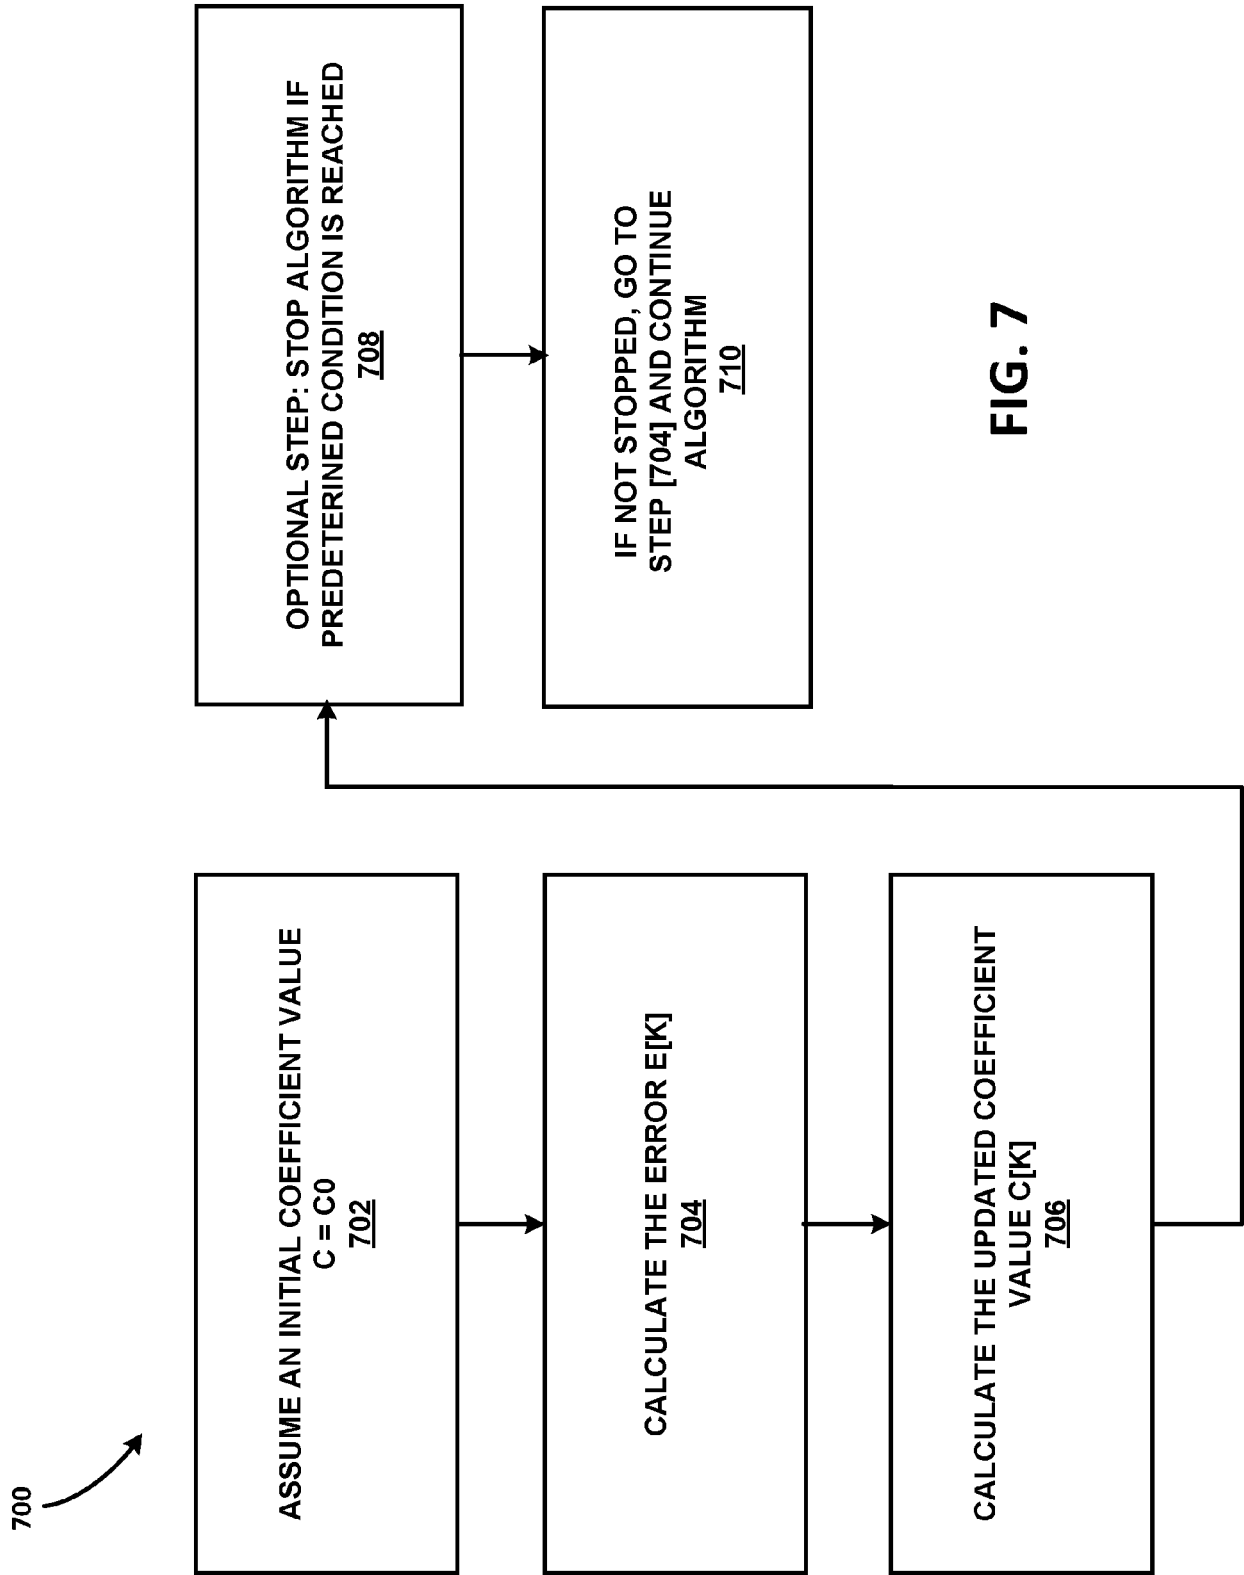 700
ASSUME AN INITIAL COEFFICIENT VALUE
C = C0
702
CALCULATE THE ERROR E[K]
704
CALCULATE THE UPDATED COEFFICIENT
VALUE C[K]
706
OPTIONAL STEP: STOP ALGORITHM IF
PREDETERINED CONDITION IS REACHED
708
IF NOT STOPPED, GO TO
STEP [704] AND CONTINUE
ALGORITHM
710
FIG. 7